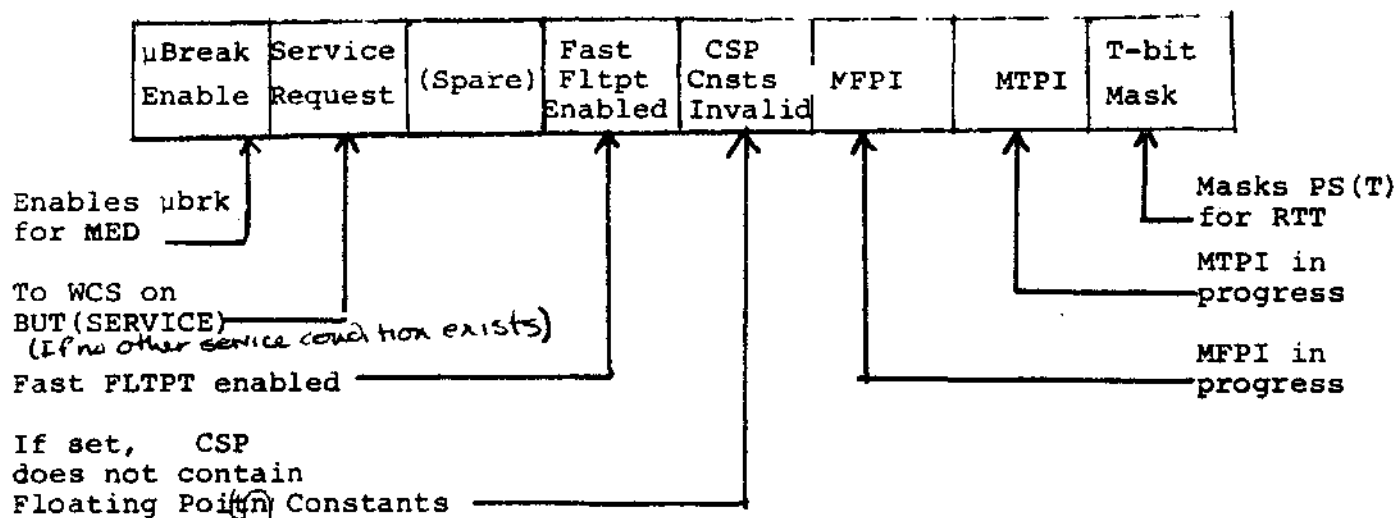 µBreak Enable
Service Request
(Spare)
Fast Fltpt Enabled
CSP Cnsts Invalid
MFPI
MTPI
T-bit Mask
Enables µbrk
for MED
To WCS on
BUT(SERVICE)
(If no other service condition exists)
Fast FLTPT enabled
If set, CSP
does not contain
Floating Poitn Constants
Masks PS(T)
for RTT
MTPI in
progress
MFPI in
progress